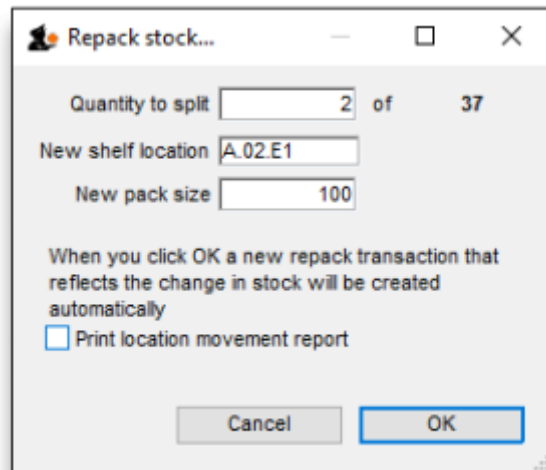 Repack stock...
Quantity to split 2 of 37
New shelf location A.02.E1
New pack size 100
When you click OK a new repack transaction that
reflects the change in stock will be created
automatically
Print location movement report
Cancel OK